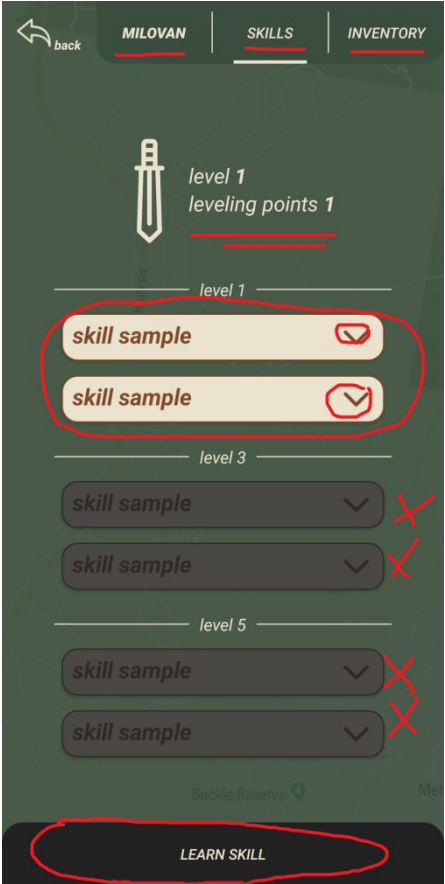 back
MILOVAN
SKILLS
INVENTORY
level 1
leveling points 1
level 1
skill sample
skill sample
level 3
skill sample
skill sample
level 5
skill sample
skill sample
Buckle Reserve
Mer
LEARN SKILL